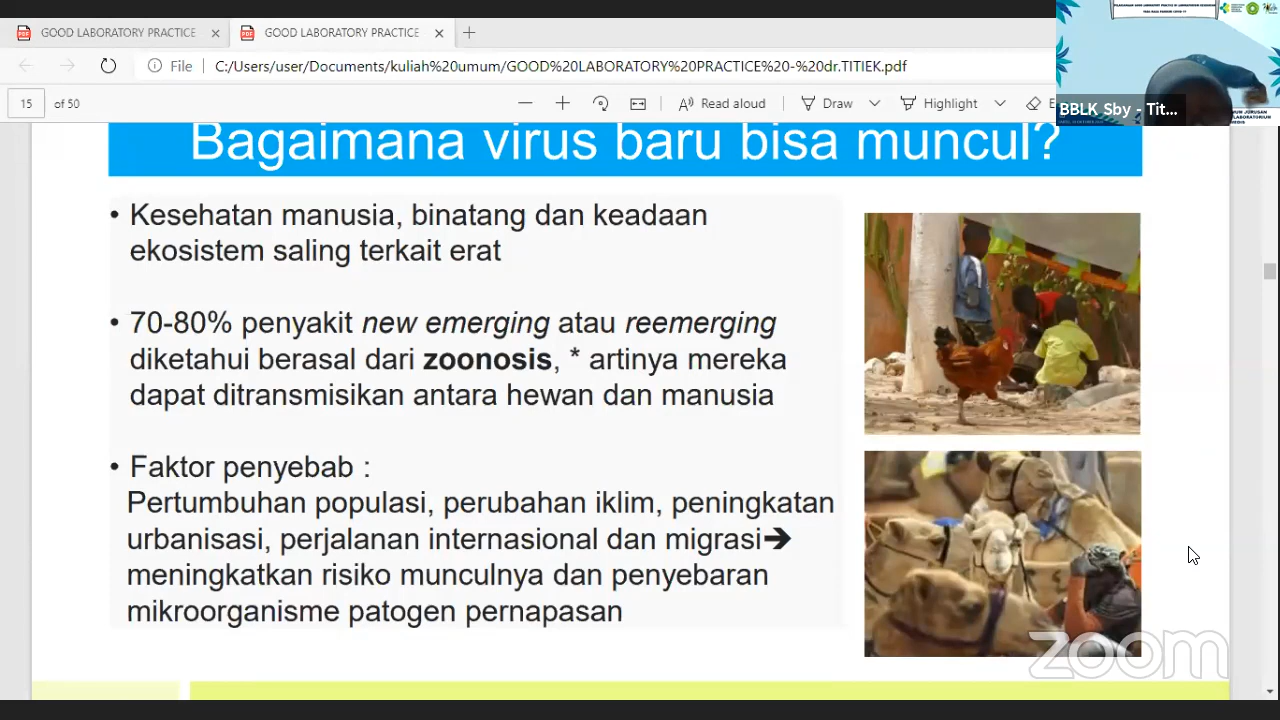 GOOD LABORATORY PRACTICE
GOOD LABORATORY PRACTICE
File
C:/Users/user/Documents/kuliah%20umum/GOOD%20LABORATORY%20PRACTICE%20-%20dr.TITIEK.pdf
15 of 50
Read aloud
Draw
Highlight
BBLK Sby - Tit...
Bagaimana virus baru bisa muncul?
• Kesehatan manusia, binatang dan keadaan
ekosistem saling terkait erat
• 70-80% penyakit new emerging atau reemerging
diketahui berasal dari zoonosis, * artinya mereka
dapat ditransmisikan antara hewan dan manusia
• Faktor penyebab :
Pertumbuhan populasi, perubahan iklim, peningkatan
urbanisasi, perjalanan internasional dan migrasi➔
meningkatkan risiko munculnya dan penyebaran
mikroorganisme patogen pernapasan
zoom